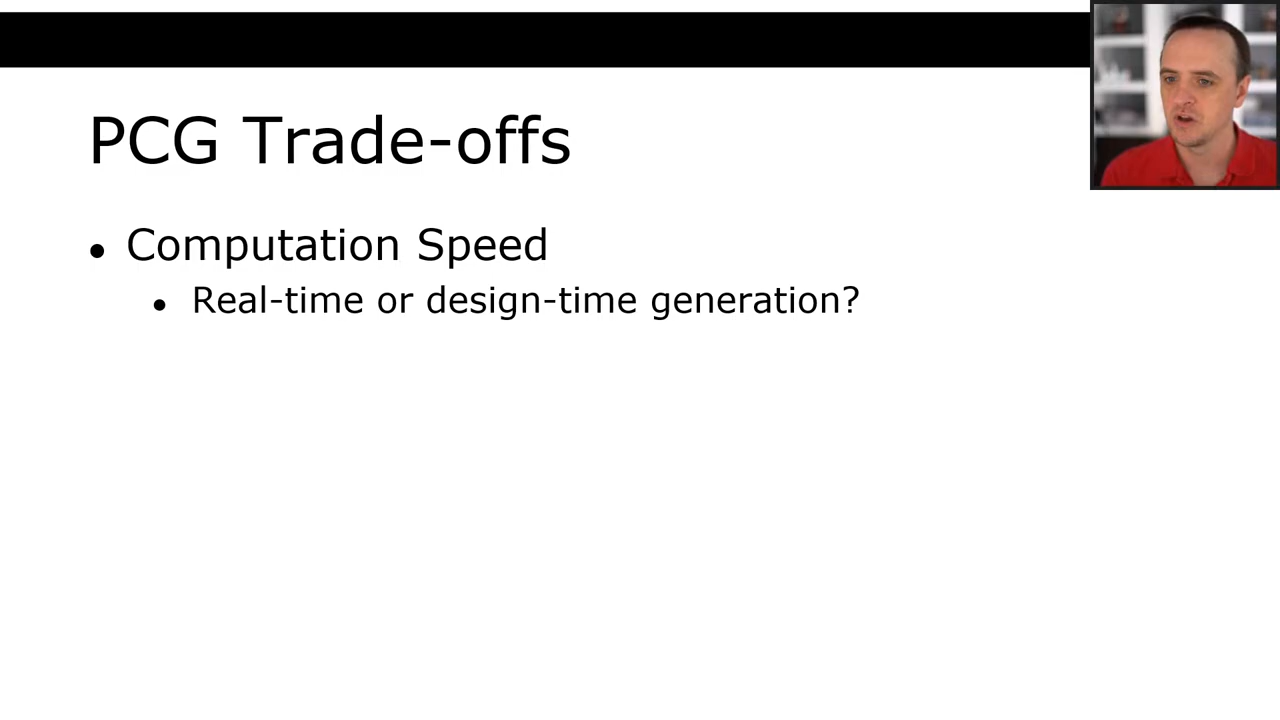 PCG Trade-offs
• Computation Speed
• Real-time or design-time generation?